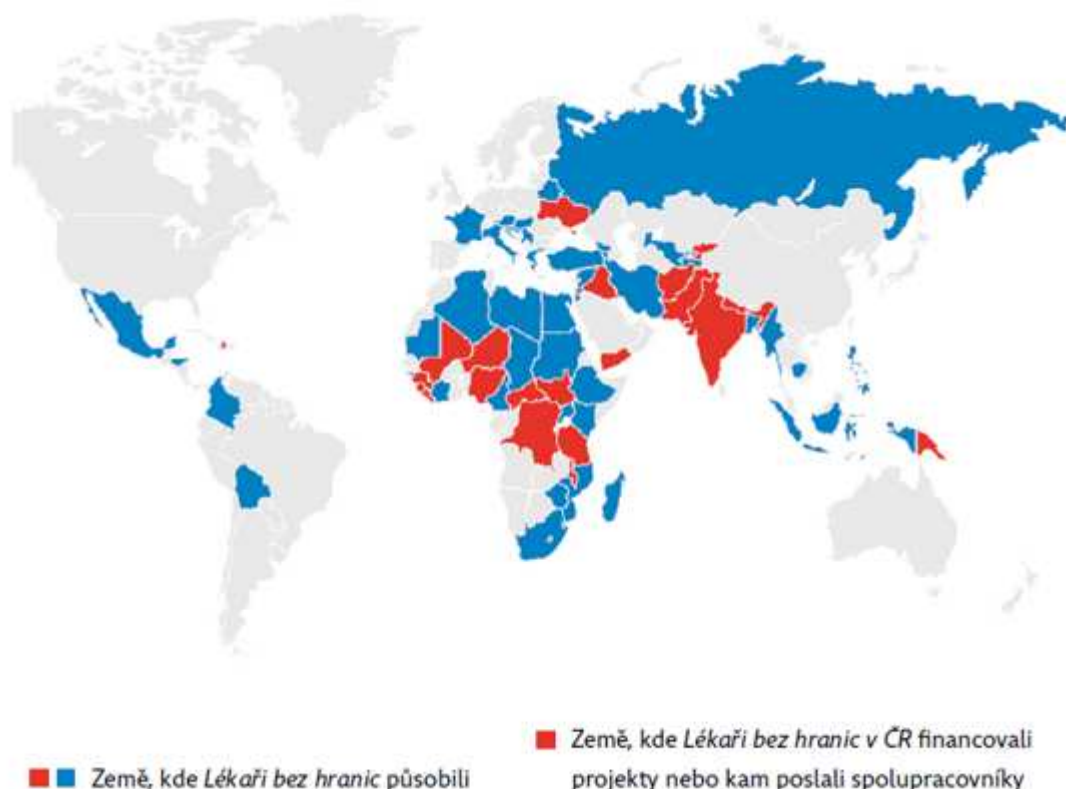 Země, kde Lékaři bez hranic působili
Země, kde Lékaři bez hranic v ČR financovali
projekty nebo kam poslali spolupracovníky